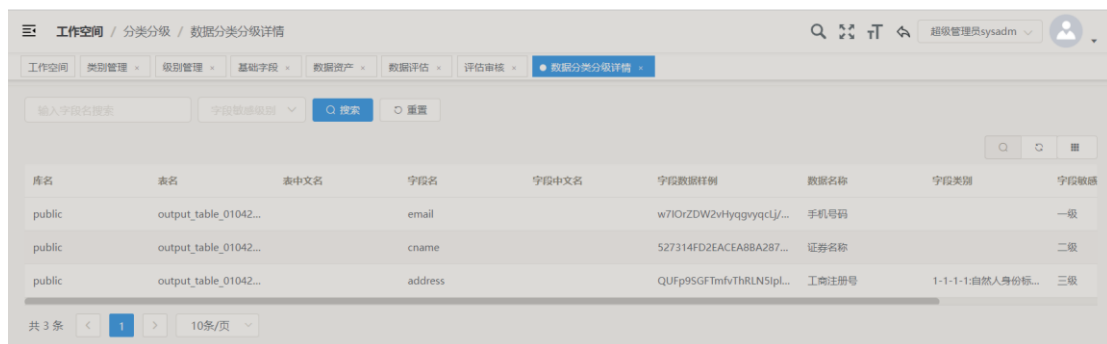 工作空间 / 分类分级 / 数据分类分级详情 超级管理员sysadm
工作空间 类别管理 × 级别管理 × 基础字段 × 数据资产 × 数据评估 × 评估审核 × 数据分类分级详情 ×
输入字段名搜索 字段敏感级别 搜索 重置
库名 表名 表中文名 字段名 字段中文名 字段数据样例 数据名称 字段类别 字段敏感
public output_table_01042... email w7IOrZDW2vHyqgvyqcLj/... 手机号码 一级
public output_table_01042... cname 527314FD2EACEA8BA287... 证券名称 二级
public output_table_01042... address QUFp9SGFTmfvThRLN5Ipl... 工商注册号 1-1-1-1:自然人身份标... 三级
共 3 条 < 1 > 10条/页